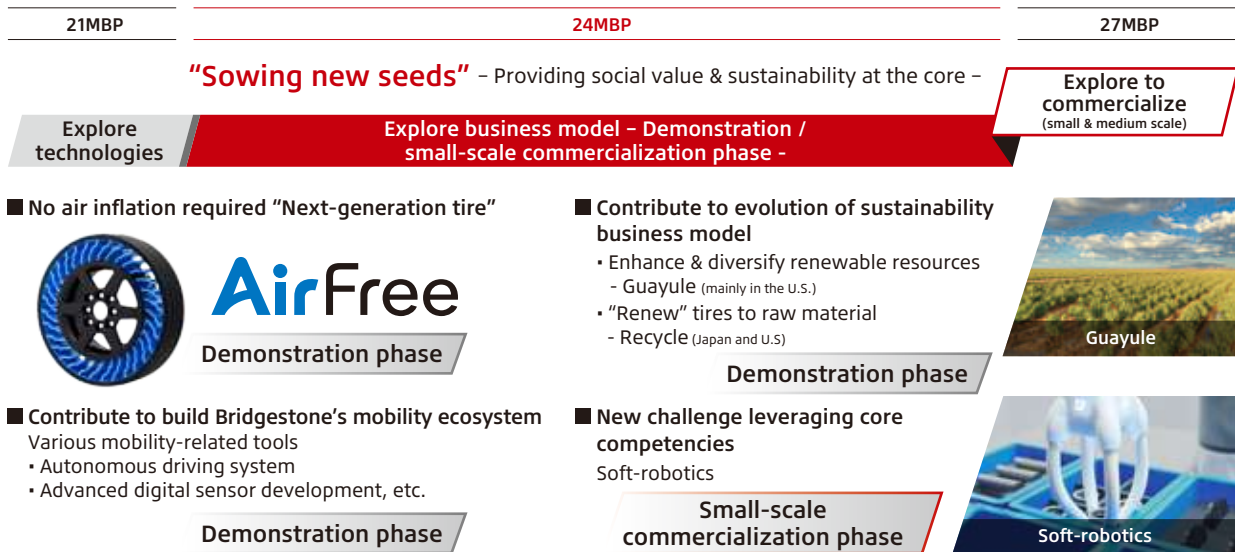 21MBP
24MBP
27MBP
“Sowing new seeds” – Providing social value & sustainability at the core –
Explore
technologies
Explore business model – Demonstration /
small-scale commercialization phase -
Explore to
commercialize
(small & medium scale)
■ No air inflation required “Next-generation tire”
AirFree
Demonstration phase
■ Contribute to build Bridgestone’s mobility ecosystem
Various mobility-related tools
・Autonomous driving system
・Advanced digital sensor development, etc.
Demonstration phase
■ Contribute to evolution of sustainability
business model
・Enhance & diversify renewable resources
- Guayule (mainly in the U.S.)
・“Renew” tires to raw material
- Recycle (Japan and U.S)
Demonstration phase
Guayule
■ New challenge leveraging core
competencies
Soft-robotics
Small-scale
commercialization phase
Soft-robotics